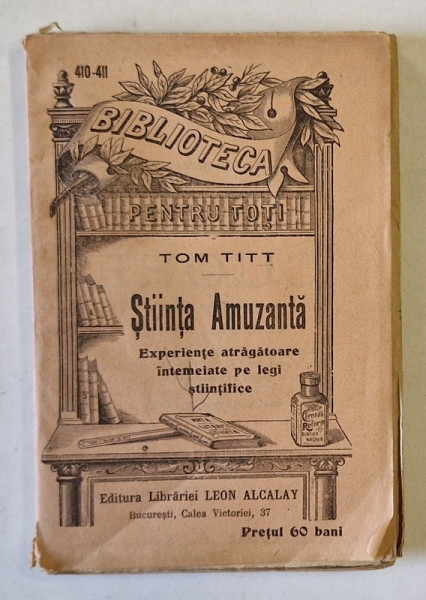 410-411
BIBLIOTECA
PENTRU TOȚI
TOM TITT
Știința Amuzantă
Experiențe atrăgătoare
întemeiate pe legi
științifice
Editura Librăriei LEON ALCALAY
București, Calea Victoriei, 37
Prețul 60 bani